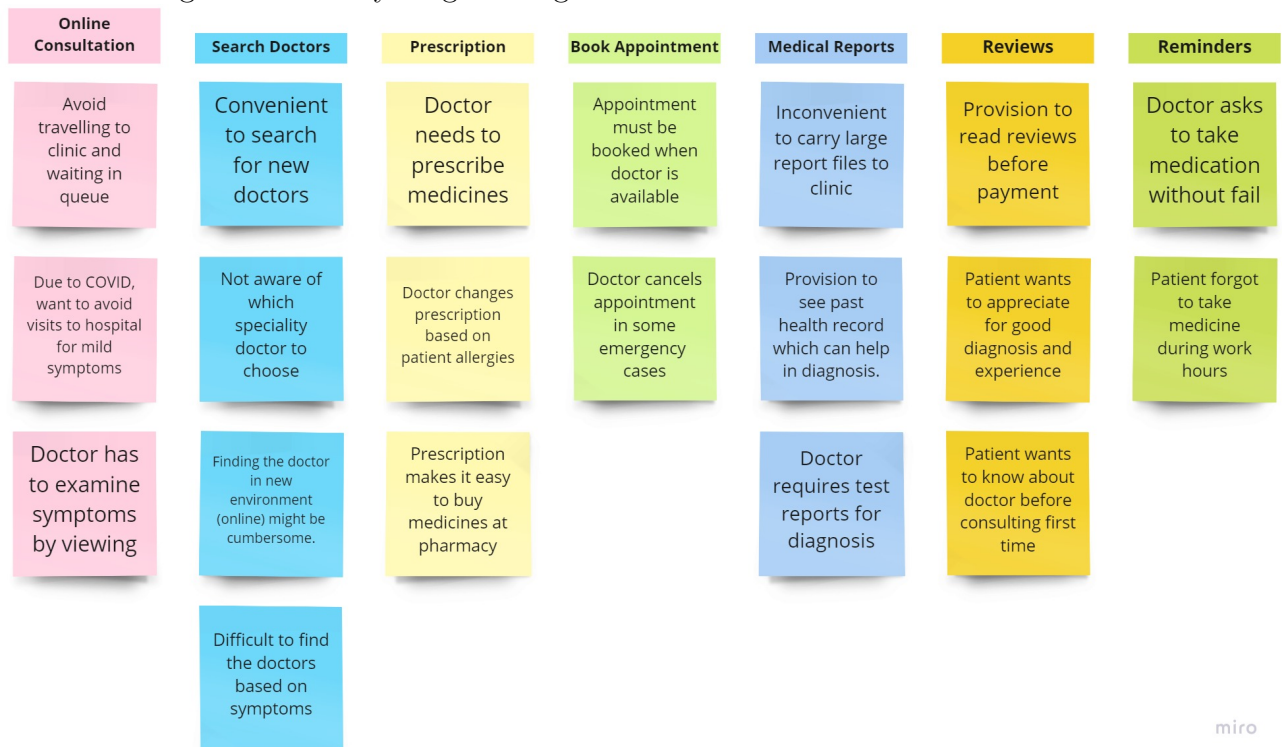 Online
Consultation
Search Doctors
Prescription
Book Appointment
Medical Reports
Reviews
Reminders
Avoid
travelling to
clinic and
waiting in
queue
Due to COVID,
want to avoid
visits to hospital
for mild
symptoms
Doctor has
to examine
symptoms
by viewing
Convenient
to search
for new
doctors
Not aware of
which
speciality
doctor to
choose
Finding the doctor
in new
environment
(online) might be
cumbersome.
Difficult to find
the doctors
based on
symptoms
Doctor
needs to
prescribe
medicines
Doctor changes
prescription
based on
patient allergies
Prescription
makes it easy
to buy
medicines at
pharmacy
Appointment
must be
booked when
doctor is
available
Doctor cancels
appointment
in some
emergency
cases
Inconvenient
to carry large
report files to
clinic
Provision to
see past
health record
which can help
in diagnosis.
Doctor
requires test
reports for
diagnosis
Provision to
read reviews
before
payment
Patient wants
to appreciate
for good
diagnosis and
experience
Patient wants
to know about
doctor before
consulting first
time
Doctor asks
to take
medication
without fail
Patient forgot
to take
medicine
during work
hours
miro